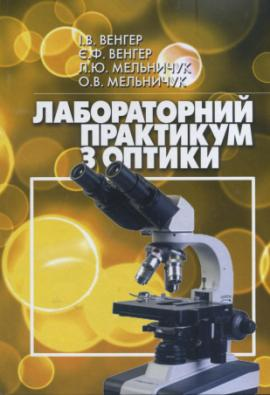 І.В. ВЕНГЕР
Є.Ф. ВЕНГЕР
Л.Ю. МЕЛЬНИЧУК
О.В. МЕЛЬНИЧУК
ЛАБОРАТОРНИЙ
ПРАКТИКУМ
З ОПТИКИ